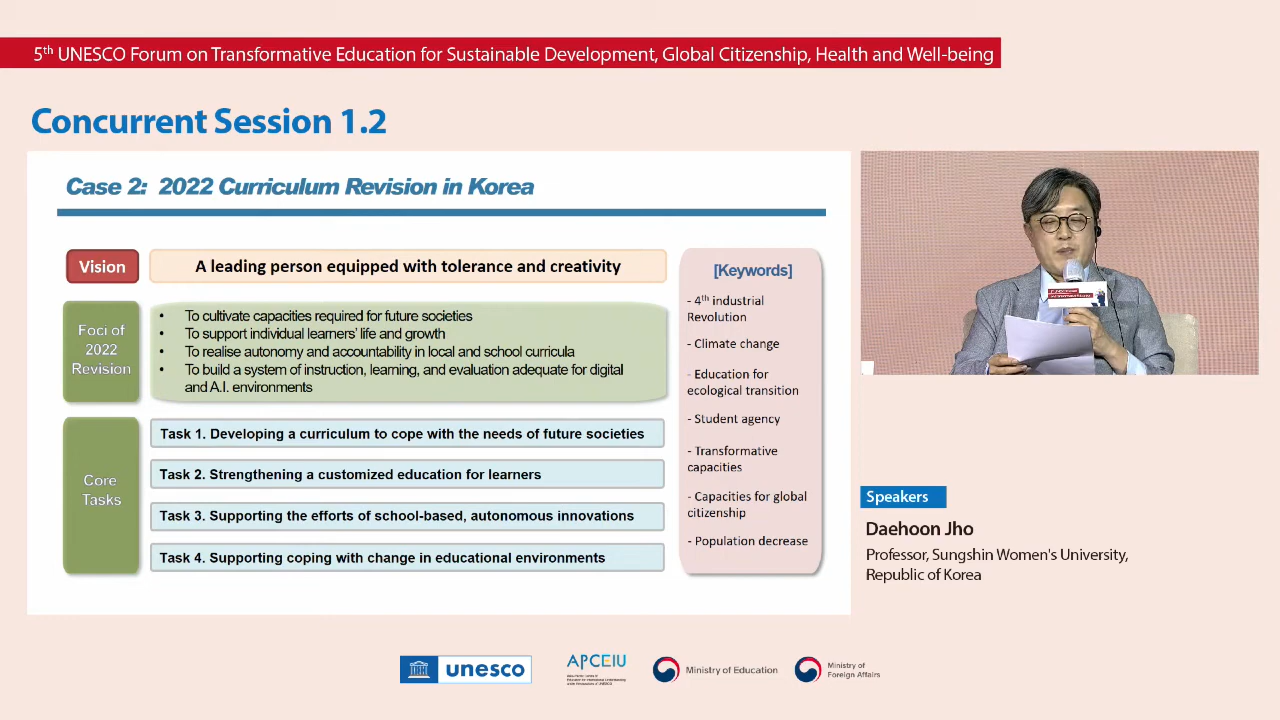 5th UNESCO Forum on Transformative Education for Sustainable Development, Global Citizenship, Health and Well-being
Concurrent Session 1.2
Case 2: 2022 Curriculum Revision in Korea
Vision
A leading person equipped with tolerance and creativity
Foci of
2022
Revision
• To cultivate capacities required for future societies
• To support individual learners' life and growth
• To realise autonomy and accountability in local and school curricula
• To build a system of instruction, learning, and evaluation adequate for digital
and A.I. environments
Core
Tasks
Task 1. Developing a curriculum to cope with the needs of future societies
Task 2. Strengthening a customized education for learners
Task 3. Supporting the efforts of school-based, autonomous innovations
Task 4. Supporting coping with change in educational environments
[Keywords]
- 4th industrial
Revolution
- Climate change
- Education for
ecological transition
- Student agency
- Transformative
capacities
- Capacities for global
citizenship
- Population decrease
Speakers
Daehoon Jho
Professor, Sungshin Women's University,
Republic of Korea
unesco
APCEIU
Ministry of Education
Ministry of
Foreign Affairs